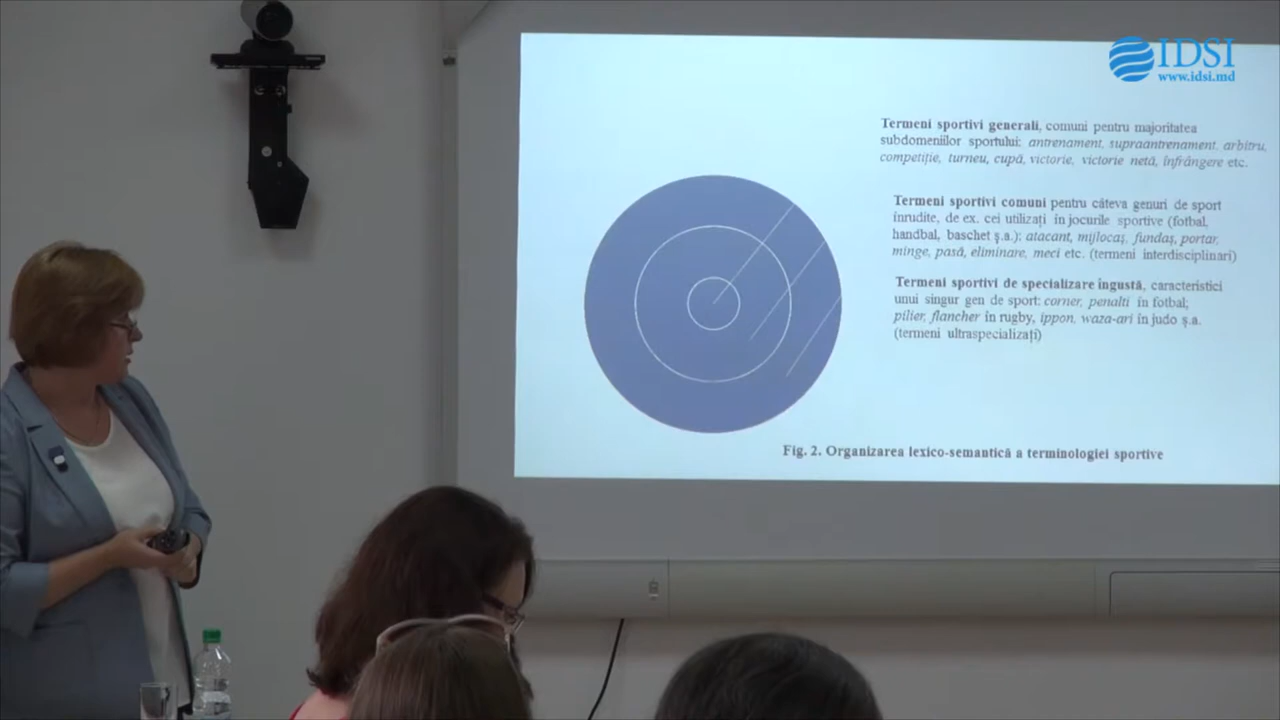 IDSI
www.idsi.md
Termeni sportivi generali, comuni pentru majoritatea
subdomeniilor sportului: antrenament, supraantrenament, arbitru,
competiție, turneu, cupă, victorie, victorie netă, înfrângere etc.
Termeni sportivi comuni pentru câteva genuri de sport
înrudite, de ex. cei utilizați în jocurile sportive (fotbal,
handbal, baschet ș.a.): atacant, mijlocaș, fundaș, portar,
minge, pasă, eliminare, meci etc. (termeni interdisciplinari)
Termeni sportivi de specializare îngustă, caracteristici
unui singur gen de sport: corner, penalti în fotbal;
pilier, flancher în rugby, ippon, waza-ari în judo ș.a.
(termeni ultraspecializați)
Fig. 2. Organizarea lexico-semantică a terminologiei sportive